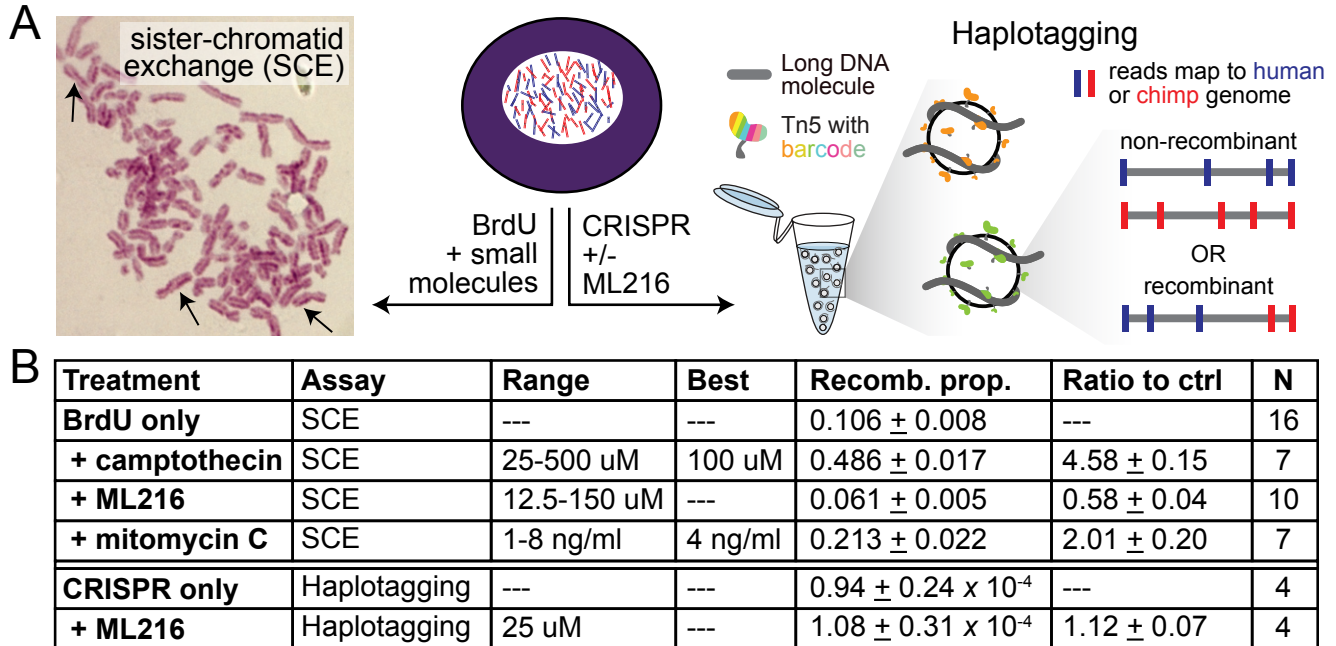 A
sister-chromatid
exchange (SCE)
BrdU
+ small
molecules
CRISPR
+/-
ML216
Haplotagging
Long DNA
molecule
Tn5 with
barcode
reads map to human
or chimp genome
non-recombinant
OR
recombinant
B
Treatment Assay Range Best Recomb. prop. Ratio to ctrl N
BrdU only SCE --- --- 0.106 ± 0.008 --- 16
+ camptothecin SCE 25-500 uM 100 uM 0.486 ± 0.017 4.58 ± 0.15 7
+ ML216 SCE 12.5-150 uM --- 0.061 ± 0.005 0.58 ± 0.04 10
+ mitomycin C SCE 1-8 ng/ml 4 ng/ml 0.213 ± 0.022 2.01 ± 0.20 7
CRISPR only Haplotagging --- --- 0.94 ± 0.24 x 10⁻⁴ --- 4
+ ML216 Haplotagging 25 uM --- 1.08 ± 0.31 x 10⁻⁴ 1.12 ± 0.07 4